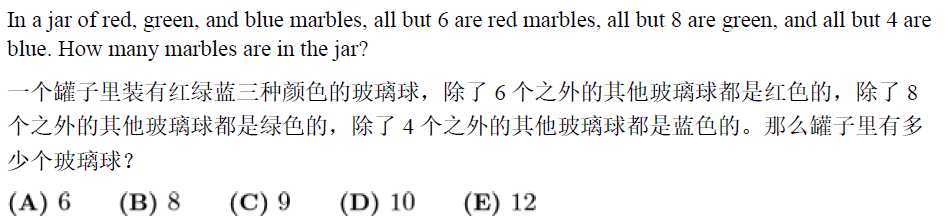 In a jar of red, green, and blue marbles, all but 6 are red marbles, all but 8 are green, and all but 4 are
blue. How many marbles are in the jar?
一个罐子里装有红绿蓝三种颜色的玻璃球，除了 6 个之外的其他玻璃球都是红色的，除了 8
个之外的其他玻璃球都是绿色的，除了 4 个之外的其他玻璃球都是蓝色的。那么罐子里有多
少个玻璃球？
(A) 6 (B) 8 (C) 9 (D) 10 (E) 12